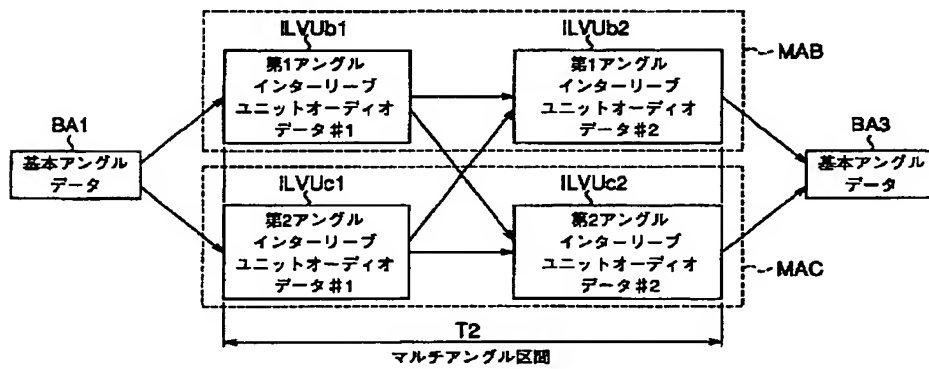 ILVUb1
ILVUb2
MAB
第1アングル
インターリーブ
ユニットオーディオ
データ#1
第1アングル
インターリーブ
ユニットオーディオ
データ#2
BA1
基本アングル
データ
BA3
基本アングル
データ
ILVUc1
ILVUc2
第2アングル
インターリーブ
ユニットオーディオ
データ#1
第2アングル
インターリーブ
ユニットオーディオ
データ#2
MAC
T2
マルチアングル区間